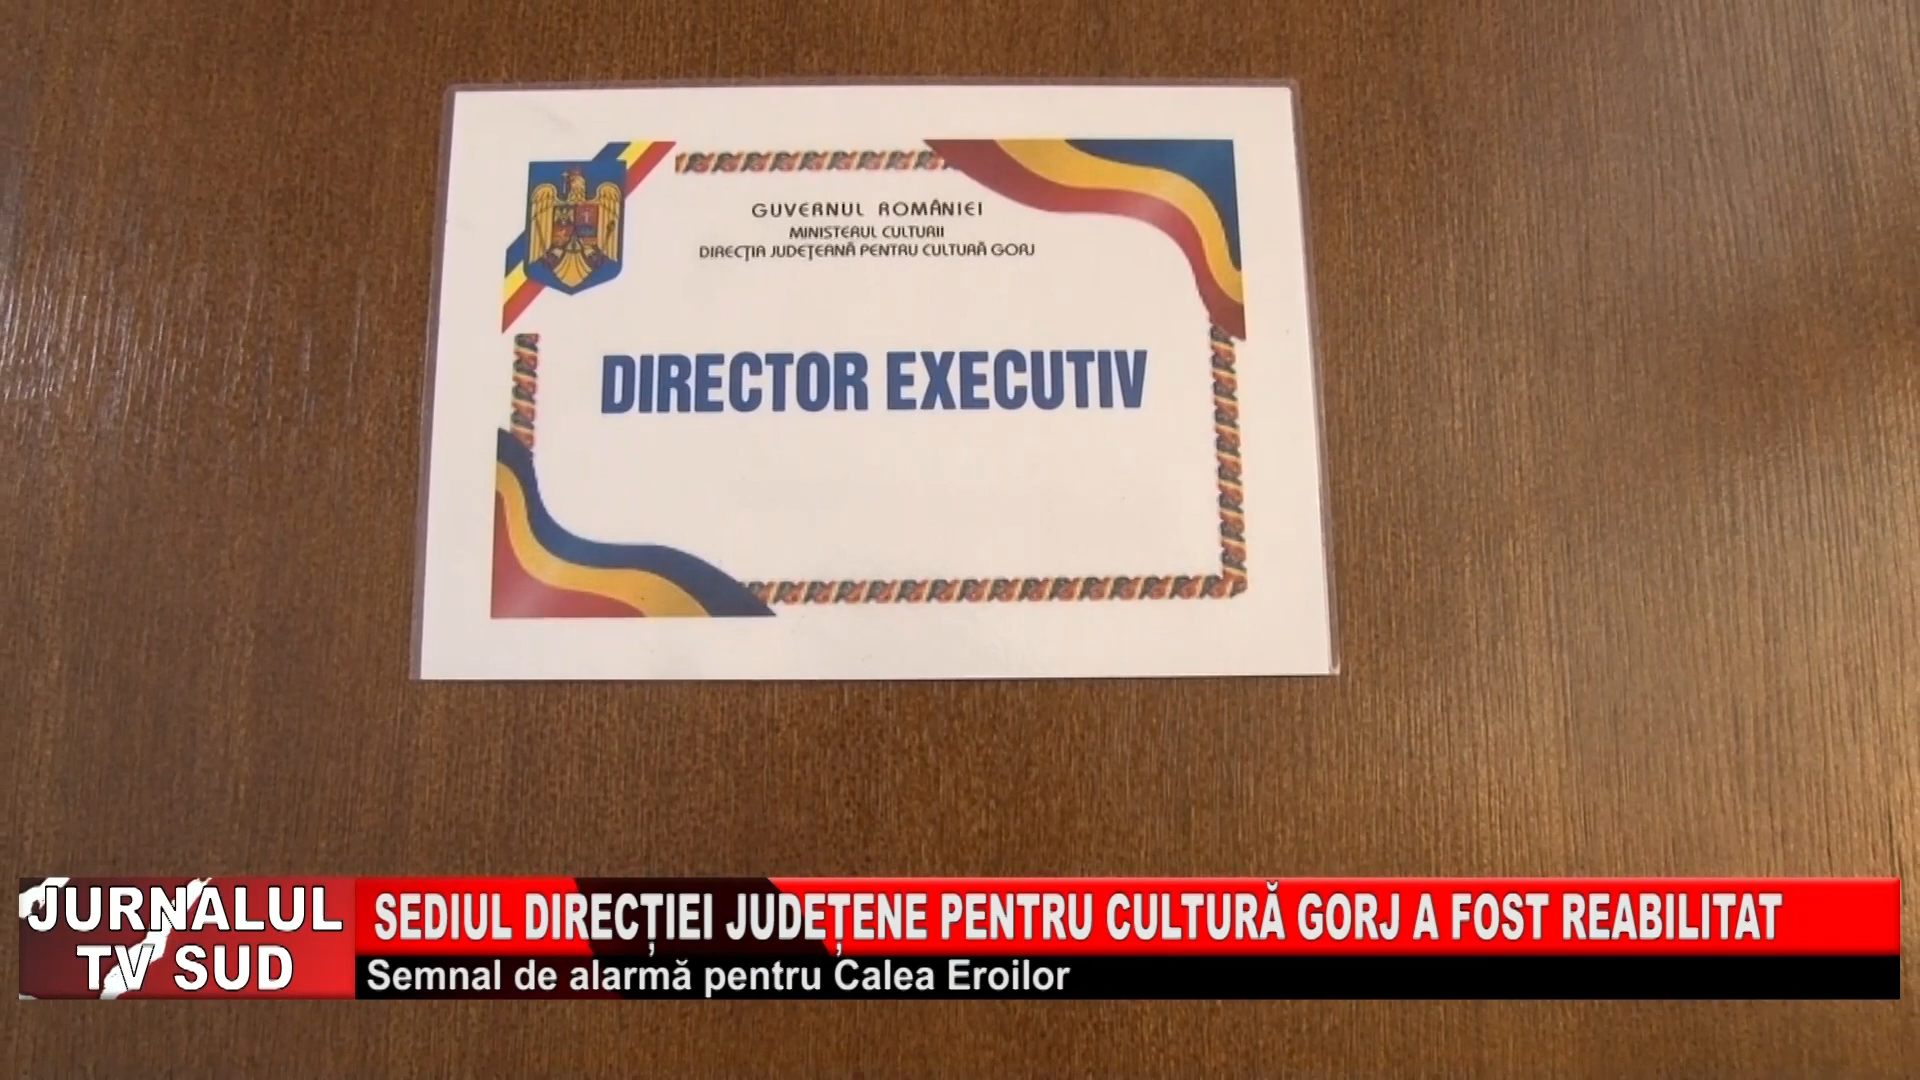 GUVERNUL ROMÂNIEI
MINISTERUL CULTURII
DIRECȚIA JUDEȚEANĂ PENTRU CULTURĂ GORJ
DIRECTOR EXECUTIV
JURNALUL
TV SUD
SEDIUL DIRECȚIEI JUDEȚENE PENTRU CULTURĂ GORJ A FOST REABILITAT
Semnal de alarmă pentru Calea Eroilor